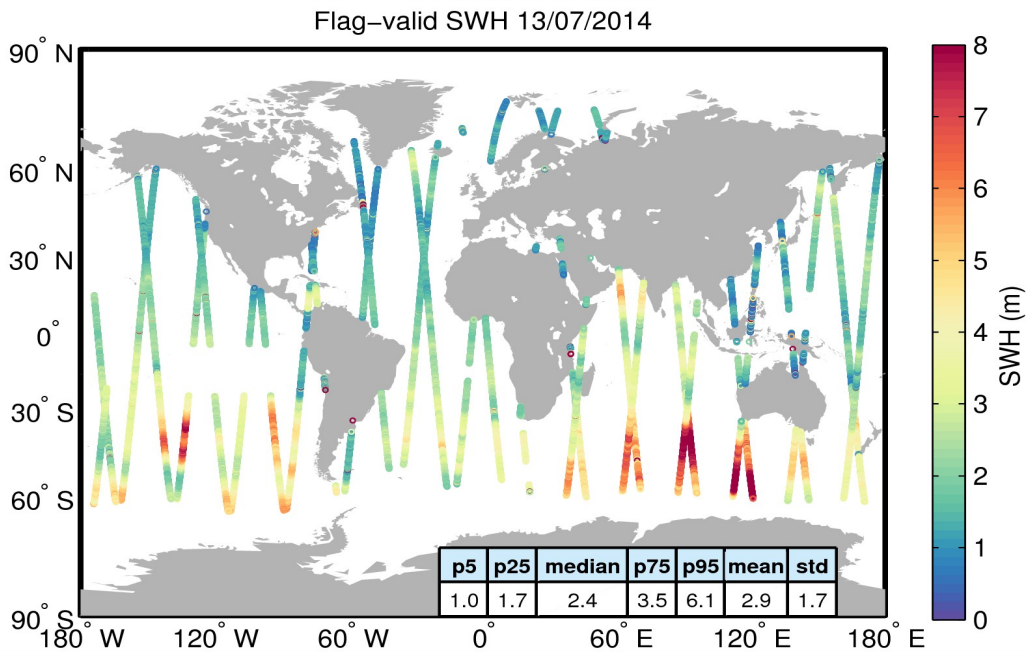 Flag−valid SWH 13/07/2014
90° N
60° N
30° N
0°
30° S
60° S
90° S
180° W
120° W
60° W
0°
60° E
120° E
180° E
p5 p25 median p75 p95 mean std
1.0 1.7 2.4 3.5 6.1 2.9 1.7
8
7
6
5
4
3
2
1
0
SWH (m)